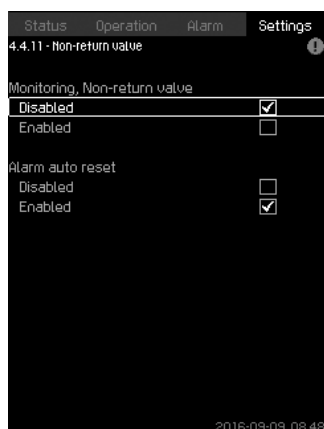 Status Operation Alarm Settings
4.4.11 - Non-return valve
Monitoring, Non-return valve
Disabled
Enabled
Alarm auto reset
Disabled
Enabled
2016-09-09 08:48